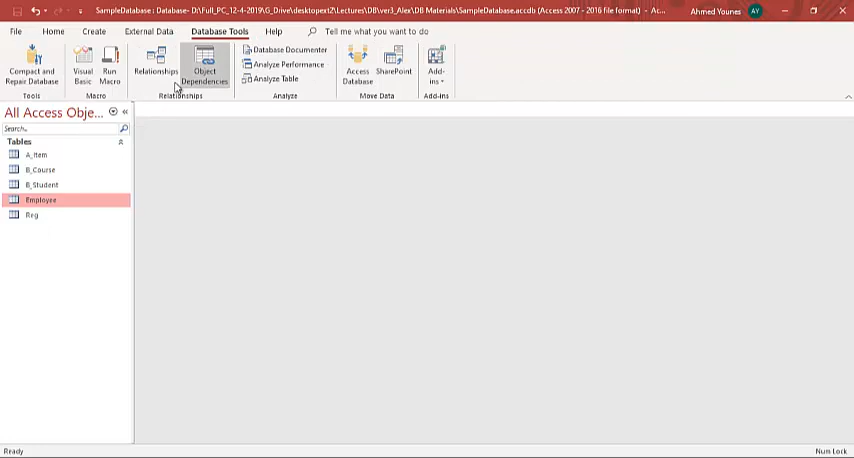 SampleDatabase : Database- D:\Full_PC_12-4-2019\G_Drive\desktopext2\Lectures\DB\ver3_Alex\DB Materials\SampleDatabase.accdb (Access 2007 - 2016 file format) - Ac... Ahmed Younes AY
File Home Create External Data Database Tools Help Tell me what you want to do
Compact and Repair Database
Visual Basic
Run Macro
Relationships
Object Dependencies
Database Documenter
Analyze Performance
Analyze Table
Access Database
SharePoint
Add-ins
Tools Macro Relationships Analyze Move Data Add-ins
All Access Obje...
Search..
Tables
A_Item
B_Course
B_Student
Employee
Reg
Ready Num Lock